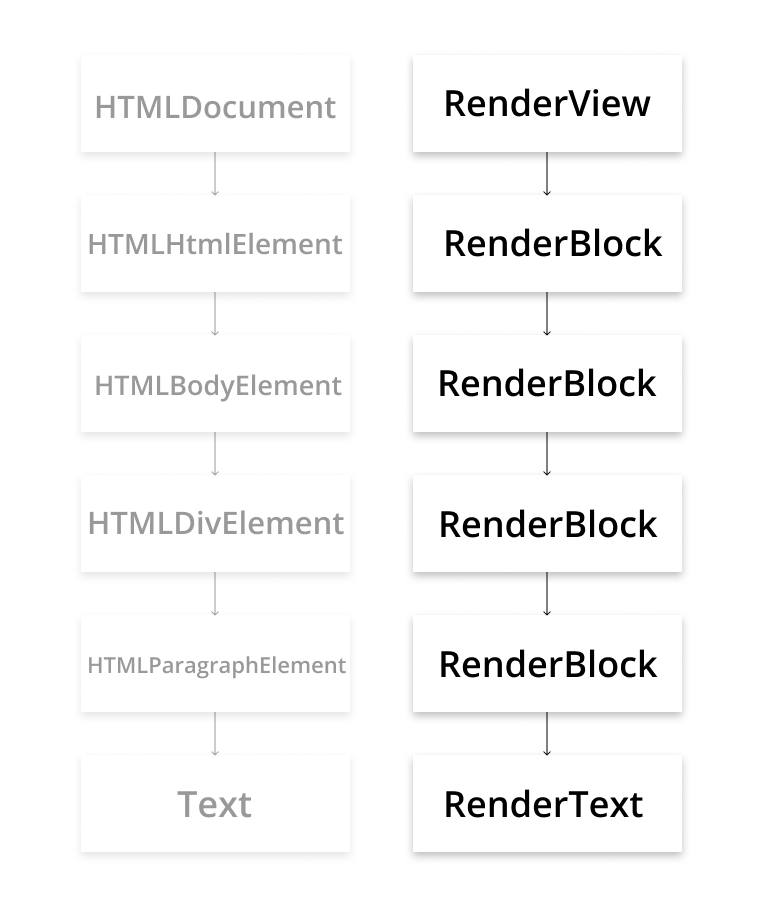 HTMLDocument
RenderView
HTMLHtmlElement
RenderBlock
HTMLBodyElement
RenderBlock
HTMLDivElement
RenderBlock
HTMLParagraphElement
RenderBlock
Text
RenderText